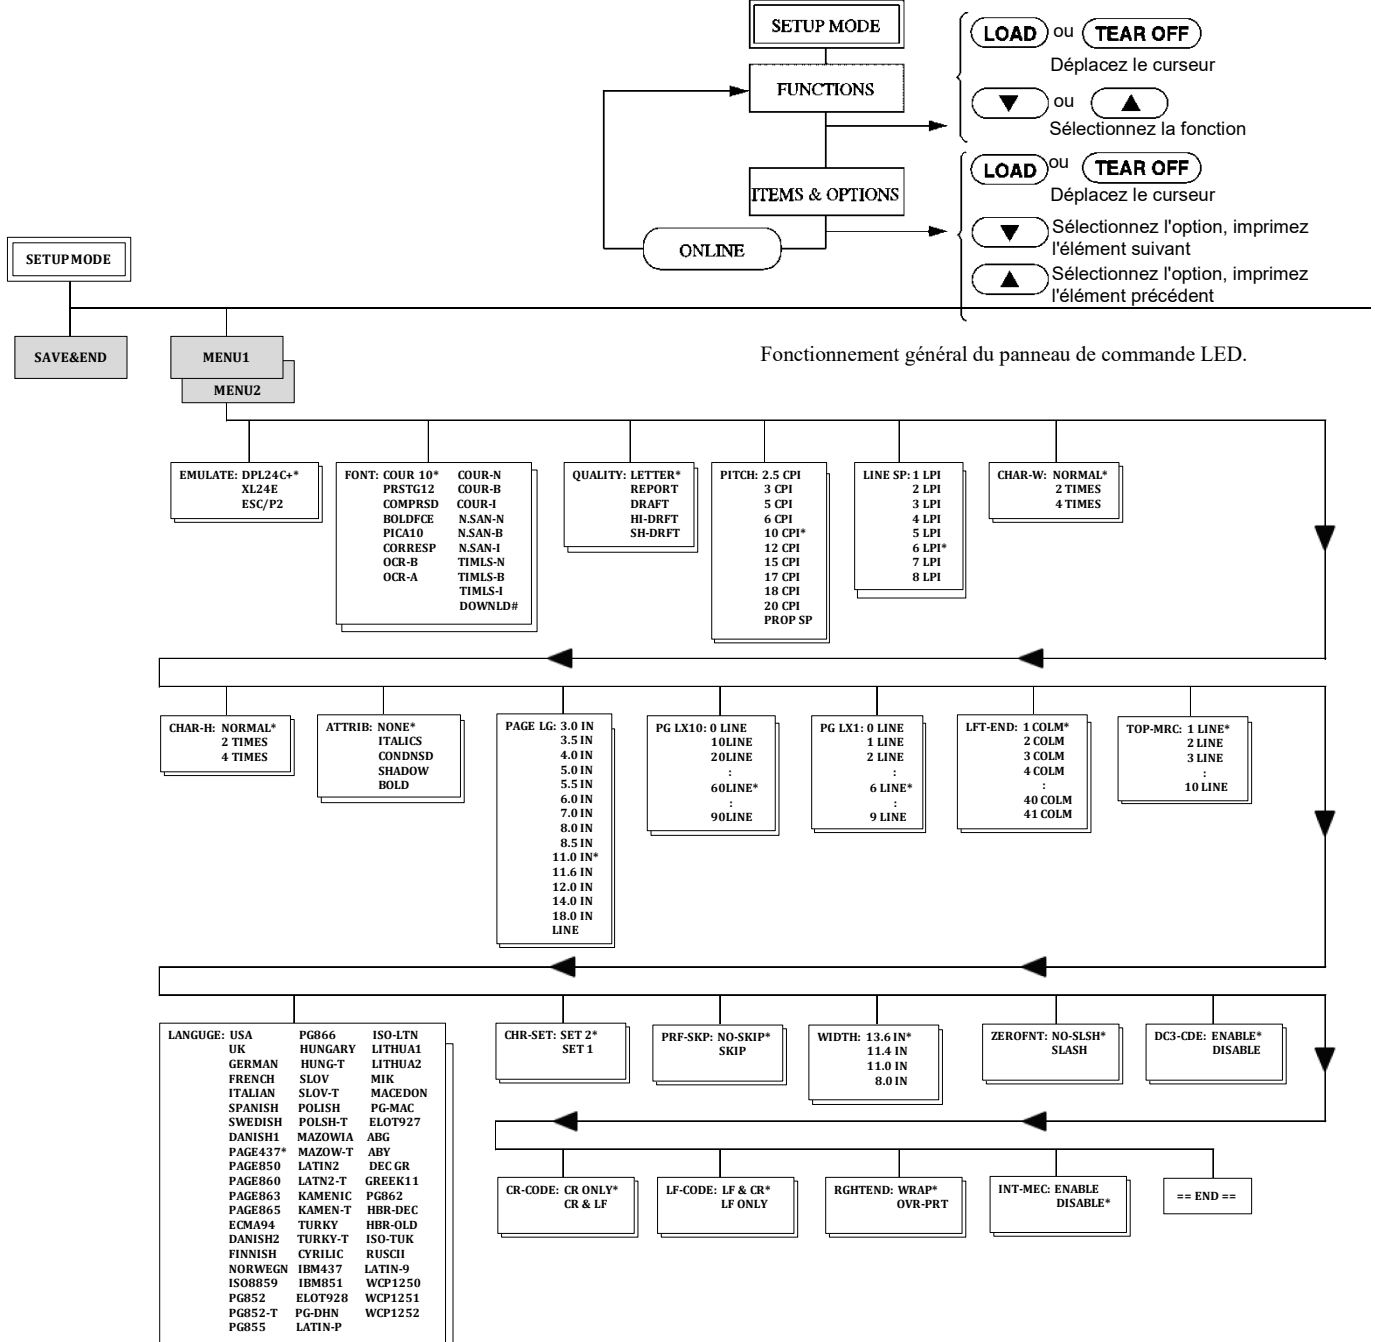 SETUP MODE
FUNCTIONS
ITEMS & OPTIONS
ONLINE
LOAD ou TEAR OFF
Déplacez le curseur
▼ ou ▲
Sélectionnez la fonction
LOAD ou TEAR OFF
Déplacez le curseur
▼ Sélectionnez l'option, imprimez
l'élément suivant
▲ Sélectionnez l'option, imprimez
l'élément précédent
SETUP MODE
SAVE&END
MENU1
MENU2
Fonctionnement général du panneau de commande LED.
EMULATE: DPL24C+*
XL24E
ESC/P2
FONT: COUR 10* COUR-N
PRSTG12 COUR-B
COMPRSD COUR-I
BOLDFCE N.SAN-N
PICA10 N.SAN-B
CORRESP N.SAN-I
OCR-B TIMLS-N
OCR-A TIMLS-B
TIMLS-I
DOWNLD#
QUALITY: LETTER*
REPORT
DRAFT
HI-DRFT
SH-DRFT
PITCH: 2.5 CPI
3 CPI
5 CPI
6 CPI
10 CPI*
12 CPI
15 CPI
17 CPI
18 CPI
20 CPI
PROP SP
LINE SP: 1 LPI
2 LPI
3 LPI
4 LPI
5 LPI
6 LPI*
7 LPI
8 LPI
CHAR-W: NORMAL*
2 TIMES
4 TIMES
CHAR-H: NORMAL*
2 TIMES
4 TIMES
ATTRIB: NONE*
ITALICS
CONDNSD
SHADOW
BOLD
PAGE LG: 3.0 IN
3.5 IN
4.0 IN
5.0 IN
5.5 IN
6.0 IN
7.0 IN
8.0 IN
8.5 IN
11.0 IN*
11.6 IN
12.0 IN
14.0 IN
18.0 IN
LINE
PG LX10: 0 LINE
10LINE
20LINE
:
60LINE*
:
90LINE
PG LX1: 0 LINE
1 LINE
2 LINE
:
6 LINE*
:
9 LINE
LFT-END: 1 COLM*
2 COLM
3 COLM
4 COLM
:
40 COLM
41 COLM
TOP-MRC: 1 LINE*
2 LINE
3 LINE
:
10 LINE
LANGUGE: USA PG866 ISO-LTN
UK HUNGARY LITHUA1
GERMAN HUNG-T LITHUA2
FRENCH SLOV MIK
ITALIAN SLOV-T MACEDON
SPANISH POLISH PG-MAC
SWEDISH POLSH-T ELOT927
DANISH1 MAZOWIA ABG
PAGE437* MAZOW-T ABY
PAGE850 LATIN2 DEC GR
PAGE860 LATN2-T GREEK11
PAGE863 KAMENIC PG862
PAGE865 KAMEN-T HBR-DEC
ECMA94 TURKY HBR-OLD
DANISH2 TURKY-T ISO-TUK
FINNISH CYRILIC RUSCII
NORWEGN IBM437 LATIN-9
ISO8859 IBM851 WCP1250
PG852 ELOT928 WCP1251
PG852-T PG-DHN WCP1252
PG855 LATIN-P
CHR-SET: SET 2*
SET 1
PRF-SKP: NO-SKIP*
SKIP
WIDTH: 13.6 IN*
11.4 IN
11.0 IN
8.0 IN
ZEROFNT: NO-SLSH*
SLASH
DC3-CDE: ENABLE*
DISABLE
CR-CODE: CR ONLY*
CR & LF
LF-CODE: LF & CR*
LF ONLY
RGHTEND: WRAP*
OVR-PRT
INT-MEC: ENABLE
DISABLE*
== END ==